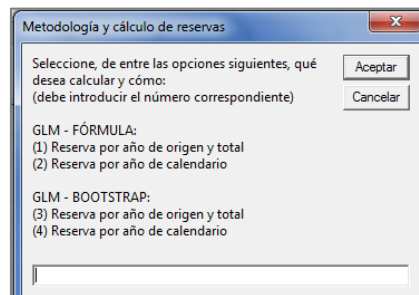 Metodología y cálculo de reservas
Seleccione, de entre las opciones siguientes, qué
desea calcular y cómo:
(debe introducir el número correspondiente)
Aceptar
Cancelar
GLM - FÓRMULA:
(1) Reserva por año de origen y total
(2) Reserva por año de calendario
GLM - BOOTSTRAP:
(3) Reserva por año de origen y total
(4) Reserva por año de calendario